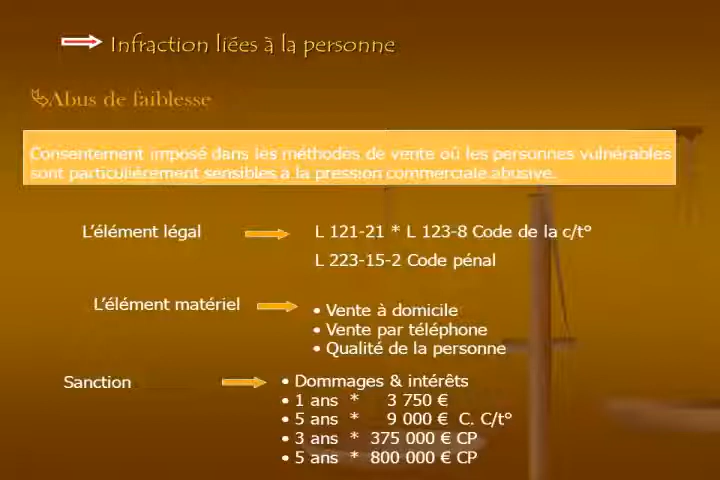 Infraction liées à la personne
Abus de faiblesse
Consentement imposé dans les méthodes de vente où les personnes vulnérables
sont particulièrement sensibles à la pression commerciale abusive.
L'élément légal
L 121-21 * L 123-8 Code de la c/t°
L 223-15-2 Code pénal
L'élément matériel
• Vente à domicile
• Vente par téléphone
• Qualité de la personne
Sanction
• Dommages & intérêts
• 1 ans * 3 750 €
• 5 ans * 9 000 € C. C/t°
• 3 ans * 375 000 € CP
• 5 ans * 800 000 € CP